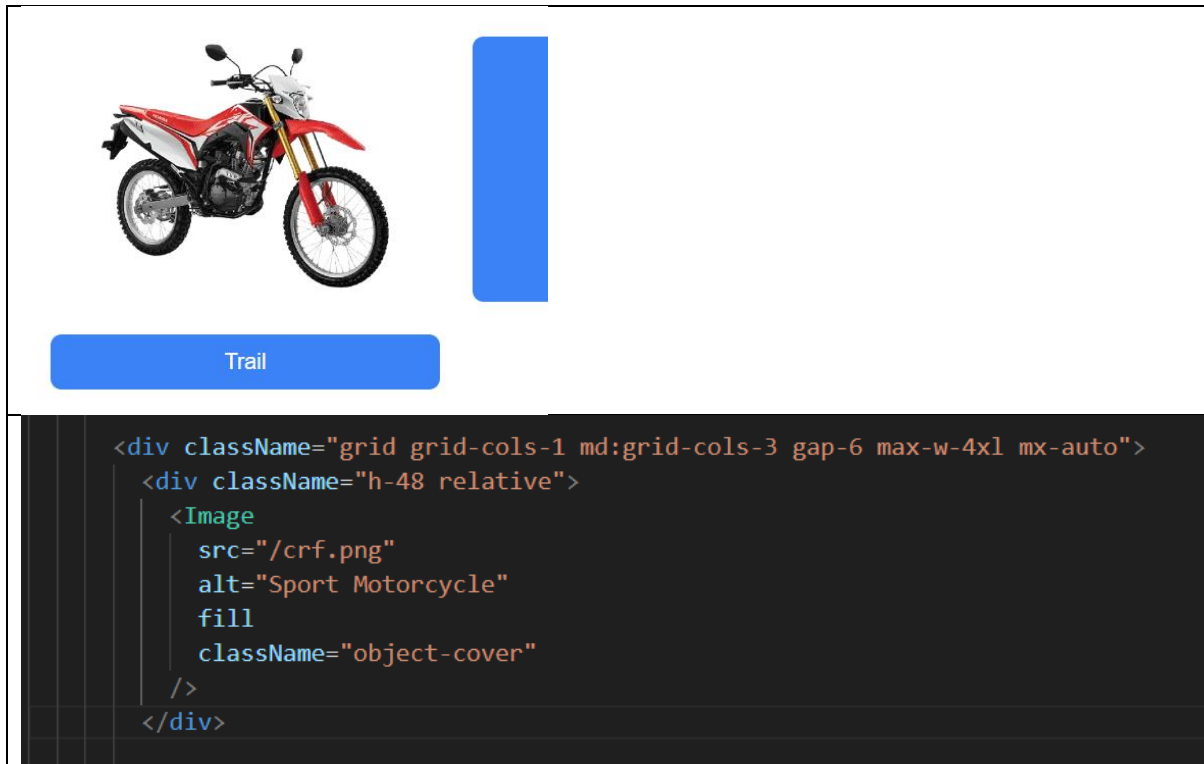 Trail
<div className="grid grid-cols-1 md:grid-cols-3 gap-6 max-w-4xl mx-auto">
<div className="h-48 relative">
<Image
src="/crf.png"
alt="Sport Motorcycle"
fill
className="object-cover"
/>
</div>